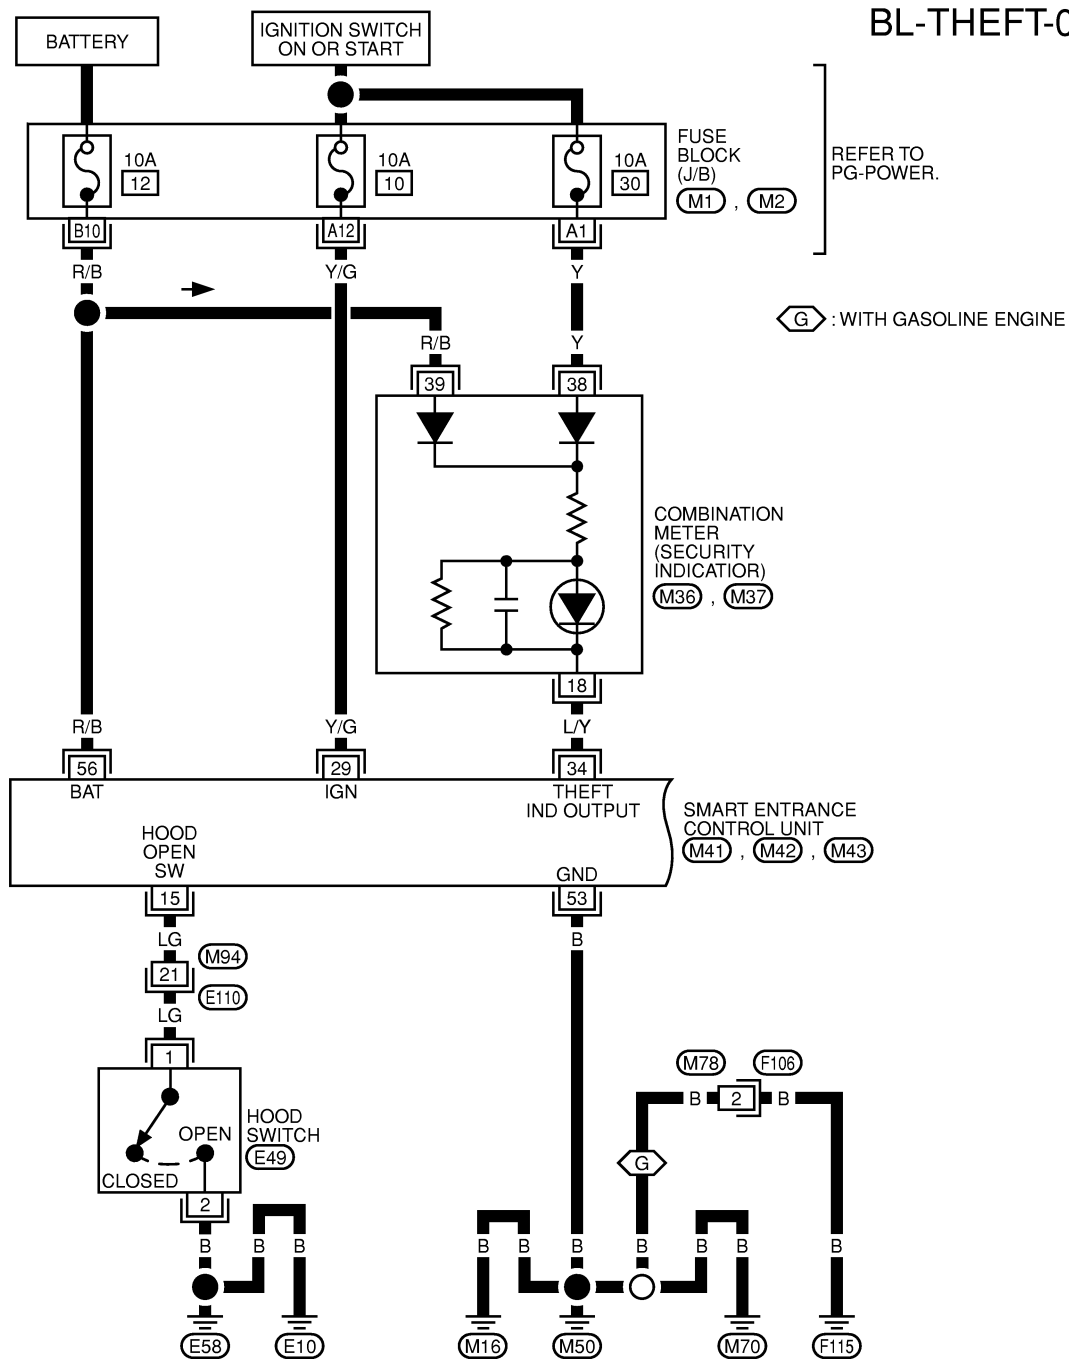 BL-THEFT-0
BATTERY
IGNITION SWITCH
ON OR START
10A
12
10A
10
10A
30
FUSE
BLOCK
(J/B)
M1 , M2
REFER TO
PG-POWER.
B10
A12
A1
R/B
Y/G
Y
G : WITH GASOLINE ENGINE
R/B
Y
39
38
COMBINATION
METER
(SECURITY
INDICATIOR)
M36 , M37
18
R/B
Y/G
L/Y
56
29
34
BAT
IGN
THEFT
IND OUTPUT
SMART ENTRANCE
CONTROL UNIT
M41 , M42 , M43
HOOD
OPEN
SW
GND
15
53
LG
B
M94
21
E110
LG
1
HOOD
SWITCH
E49
OPEN
CLOSED
2
M78
F106
B
2
B
G
B
B
B
B
B
B
B
B
B
B
E58
E10
M16
M50
M70
F115